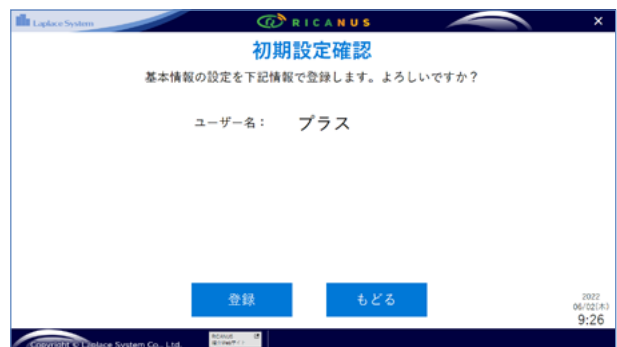 Laplace System
RICANUS
×
初期設定確認
基本情報の設定を下記情報で登録します。よろしいですか？
ユーザー名： プラス
登録
もどる
2022
06/02(木)
9:26
Copyright © Laplace System Co., Ltd.